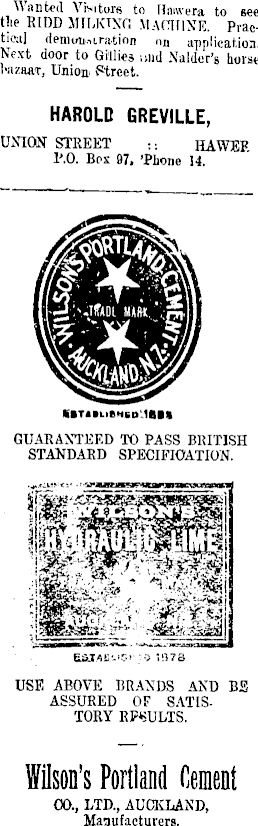 Wanted Visitors to Hawera to see
the RIDD MILKING MACHINE. Prac-
tical demonstration on application.
Next door to Gillies and Nalder's horse
bazaar, Union Street.
HAROLD GREVILLE,
UNION STREET :: HAWER
P.O. Box 97, 'Phone 14.
WILSON'S PORTLAND CEMENT
TRADE MARK
AUCKLAND, N.Z.
ESTABLISHED
GUARANTEED TO PASS BRITISH
STANDARD SPECIFICATION.
WILSON'S
HYDRAULIC LIME
ESTABLISHED 1878
USE ABOVE BRANDS AND BE
ASSURED OF SATIS-
TORY RESULTS.
Wilson's Portland Cement
CO., LTD., AUCKLAND,
Manufacturers.